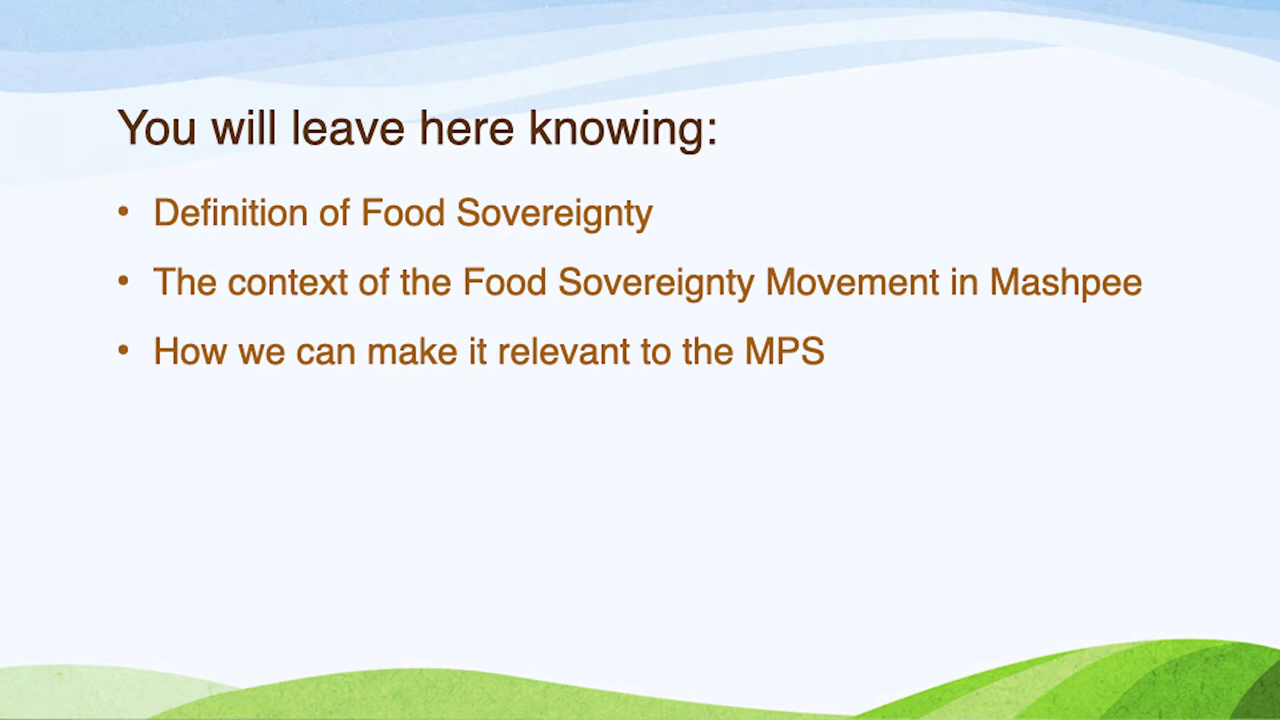 You will leave here knowing:
• Definition of Food Sovereignty
• The context of the Food Sovereignty Movement in Mashpee
• How we can make it relevant to the MPS